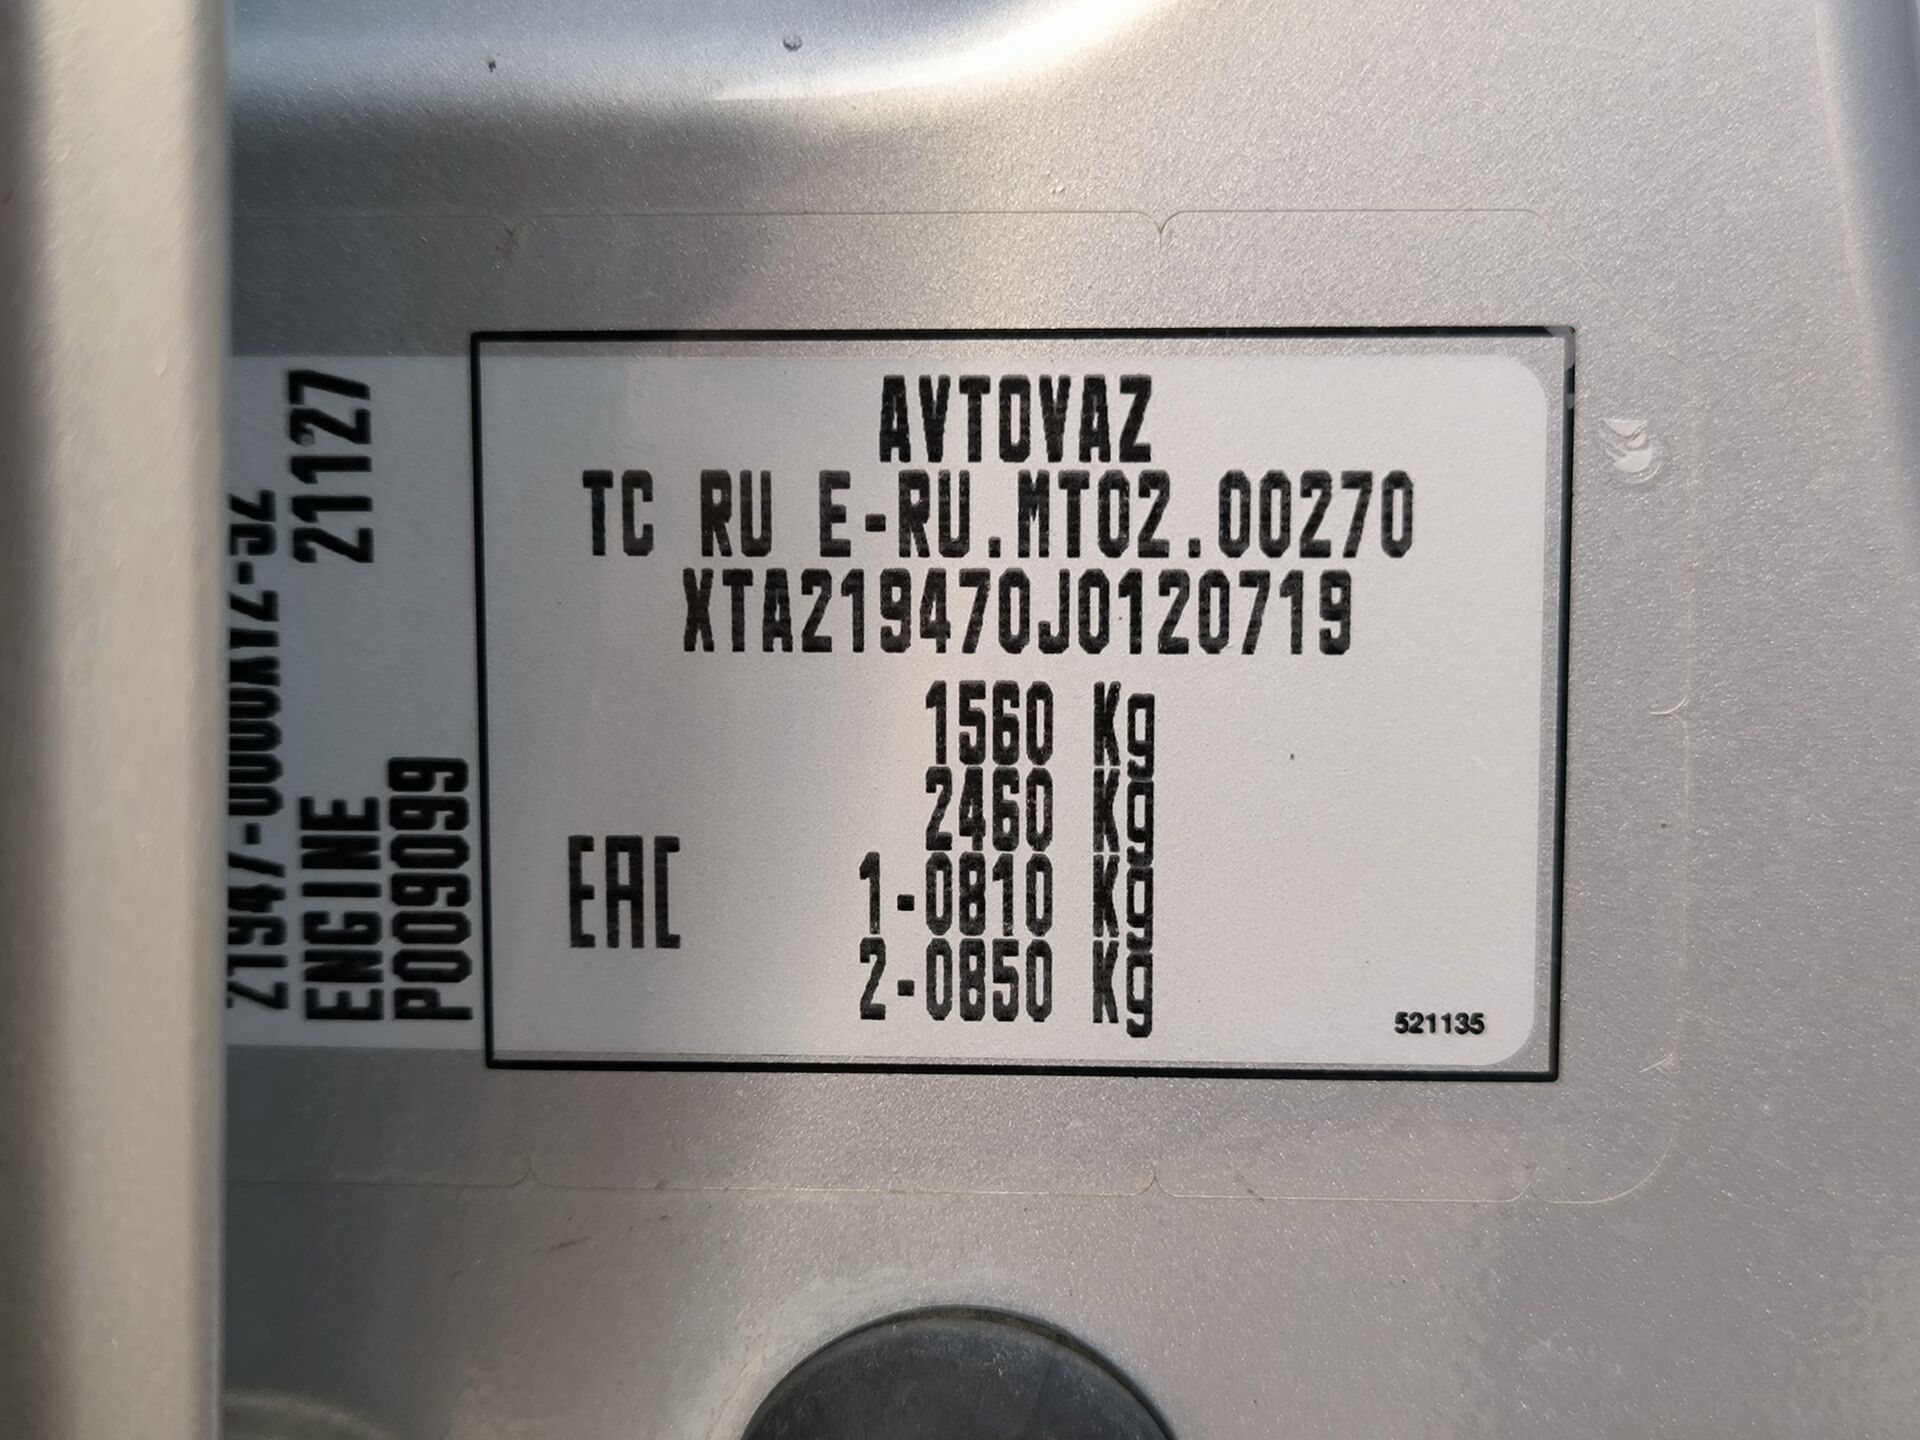 AVTOVAZ
TC RU E-RU.MT02.00270
XTA219470J0120719
1560 Kg
2460 Kg
1-0810 Kg
2-0850 Kg
EAC
521135
ENGINE 21127
P009099